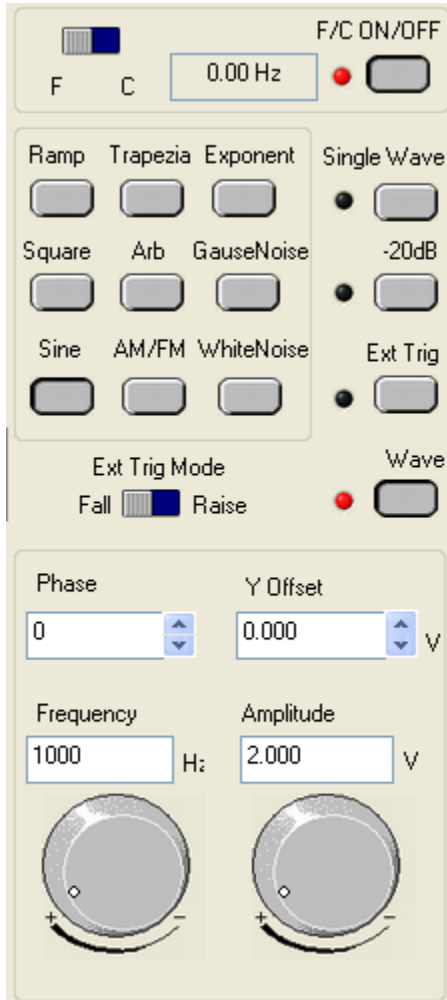 F/C ON/OFF
F C
0.00 Hz
Ramp Trapezia Exponent
Single Wave
Square Arb GauseNoise
-20dB
Sine AM/FM WhiteNoise
Ext Trig
Ext Trig Mode
Wave
Fall Raise
Phase Y Offset
0 0.000 V
Frequency Amplitude
1000 Hz 2.000 V
+ - + -